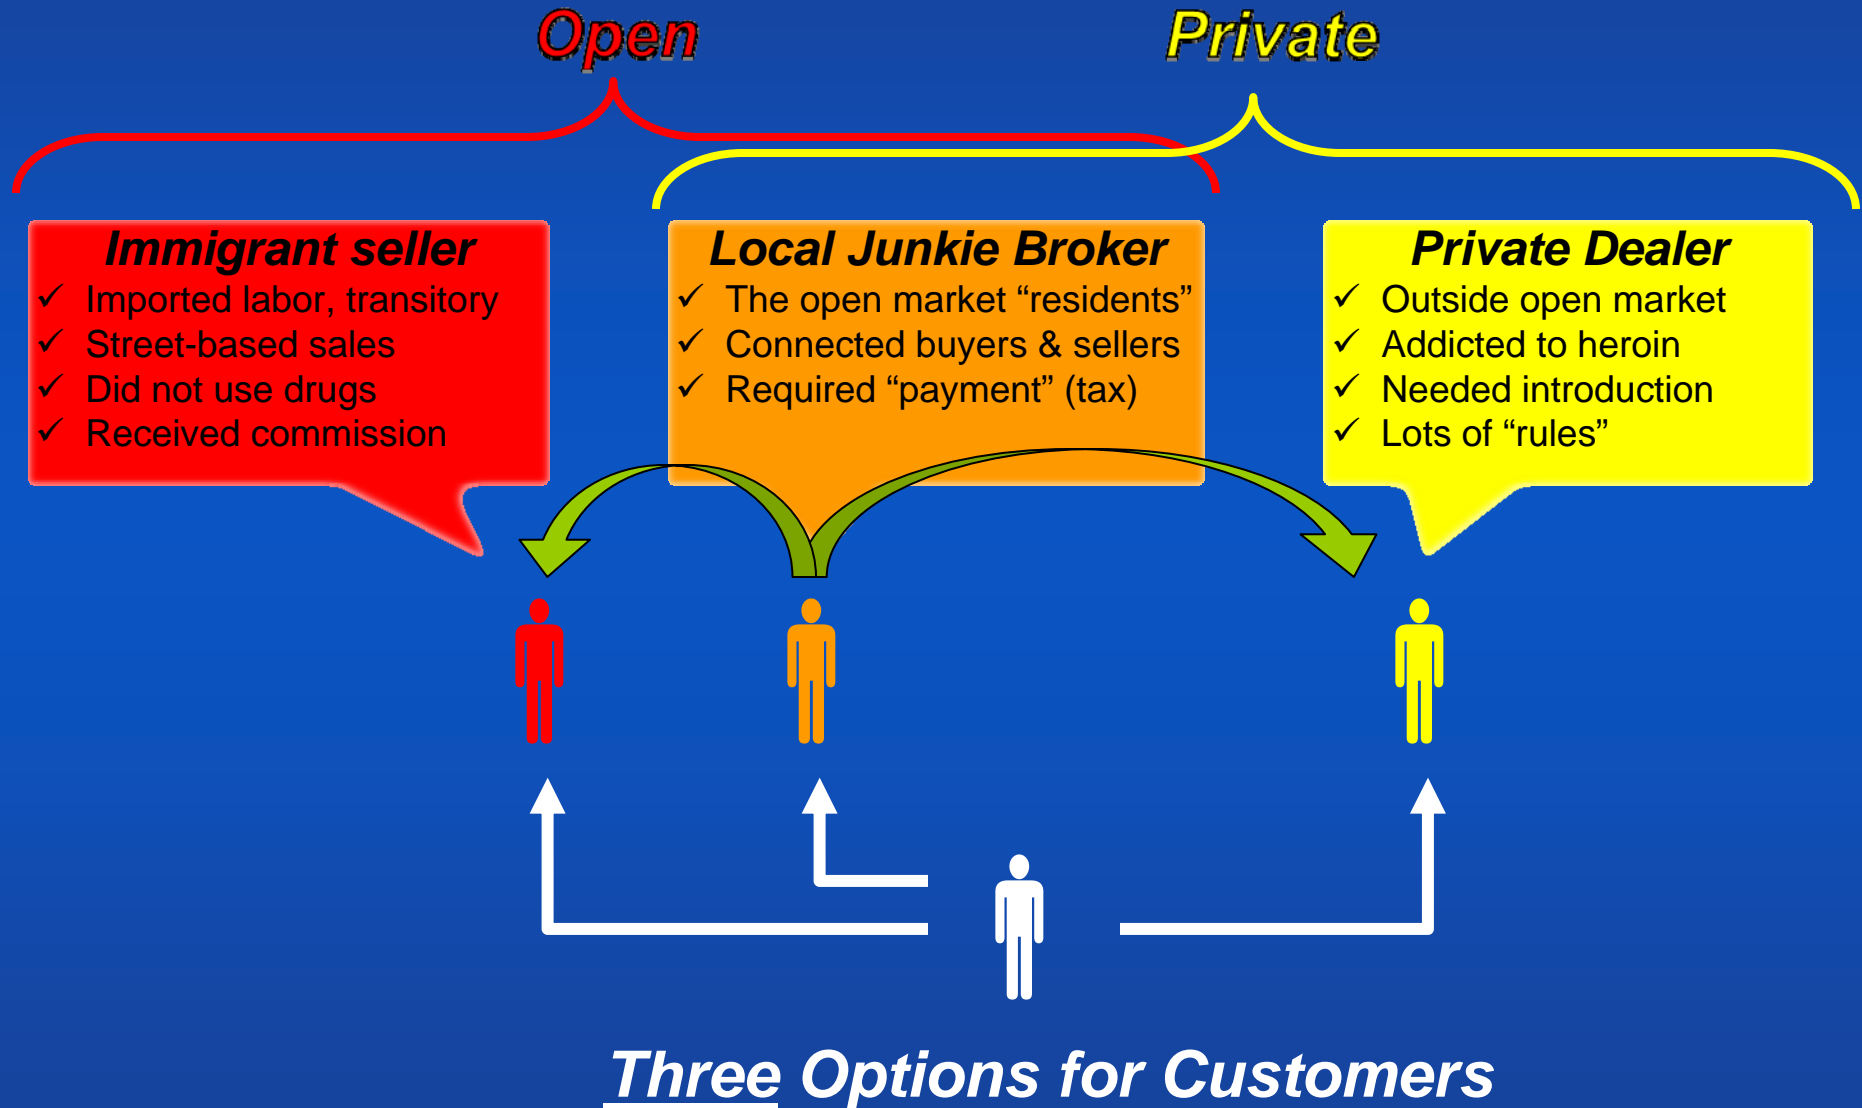 Open
Private
Immigrant seller
✓ Imported labor, transitory
✓ Street-based sales
✓ Did not use drugs
✓ Received commission
Local Junkie Broker
✓ The open market “residents”
✓ Connected buyers & sellers
✓ Required “payment” (tax)
Private Dealer
✓ Outside open market
✓ Addicted to heroin
✓ Needed introduction
✓ Lots of “rules”
Three Options for Customers